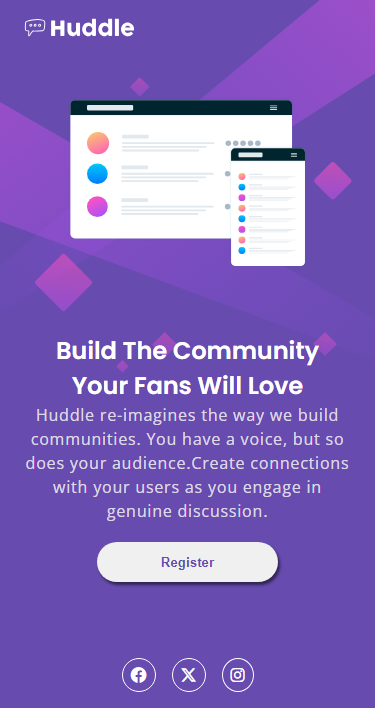 Huddle
Build The Community
Your Fans Will Love
Huddle re-imagines the way we build
communities. You have a voice, but so
does your audience.Create connections
with your users as you engage in
genuine discussion.
Register